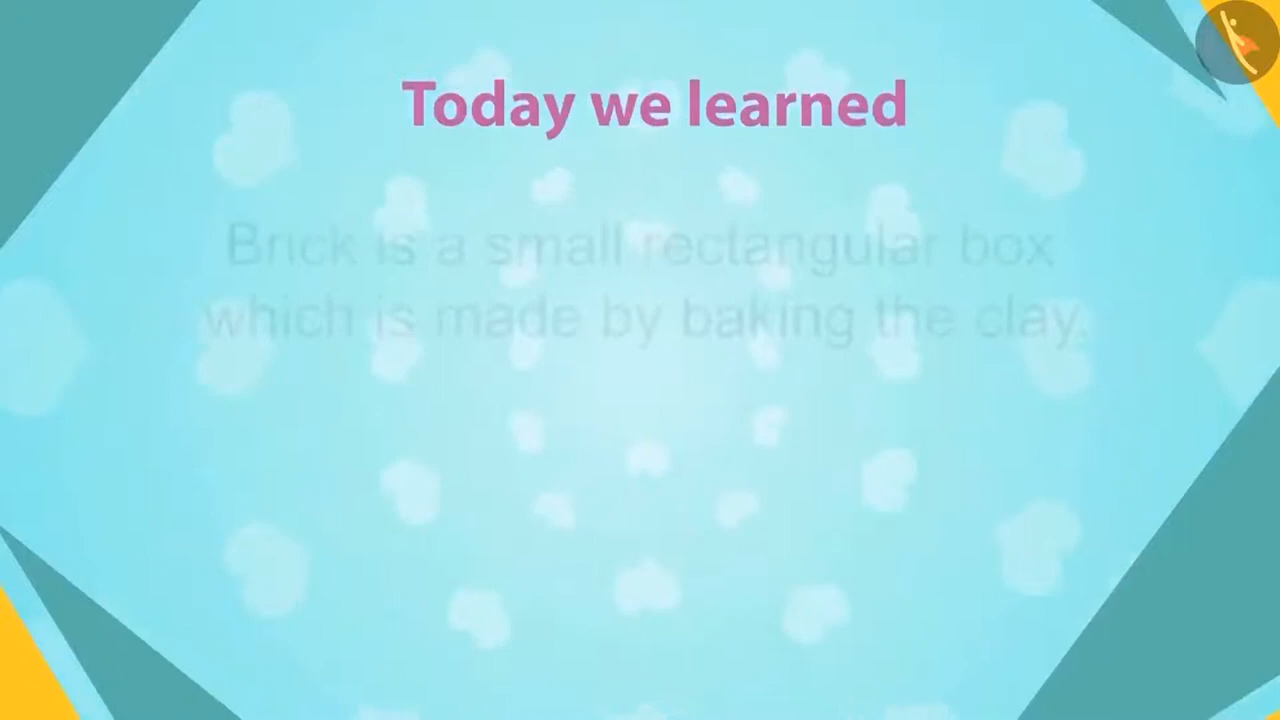 Today we learned
Brick is a small rectangular box
which is made by baking the clay.